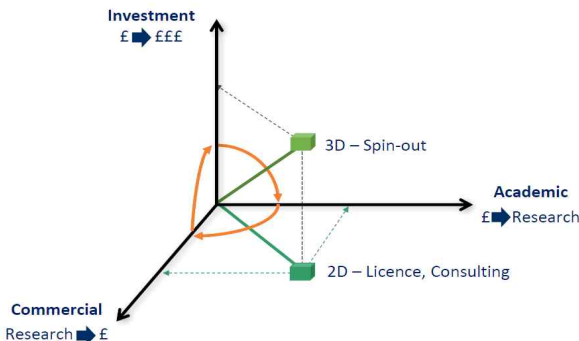 Investment
£ ➡ £££
3D – Spin-out
Academic
£ ➡ Research
2D – Licence, Consulting
Commercial
Research ➡ £